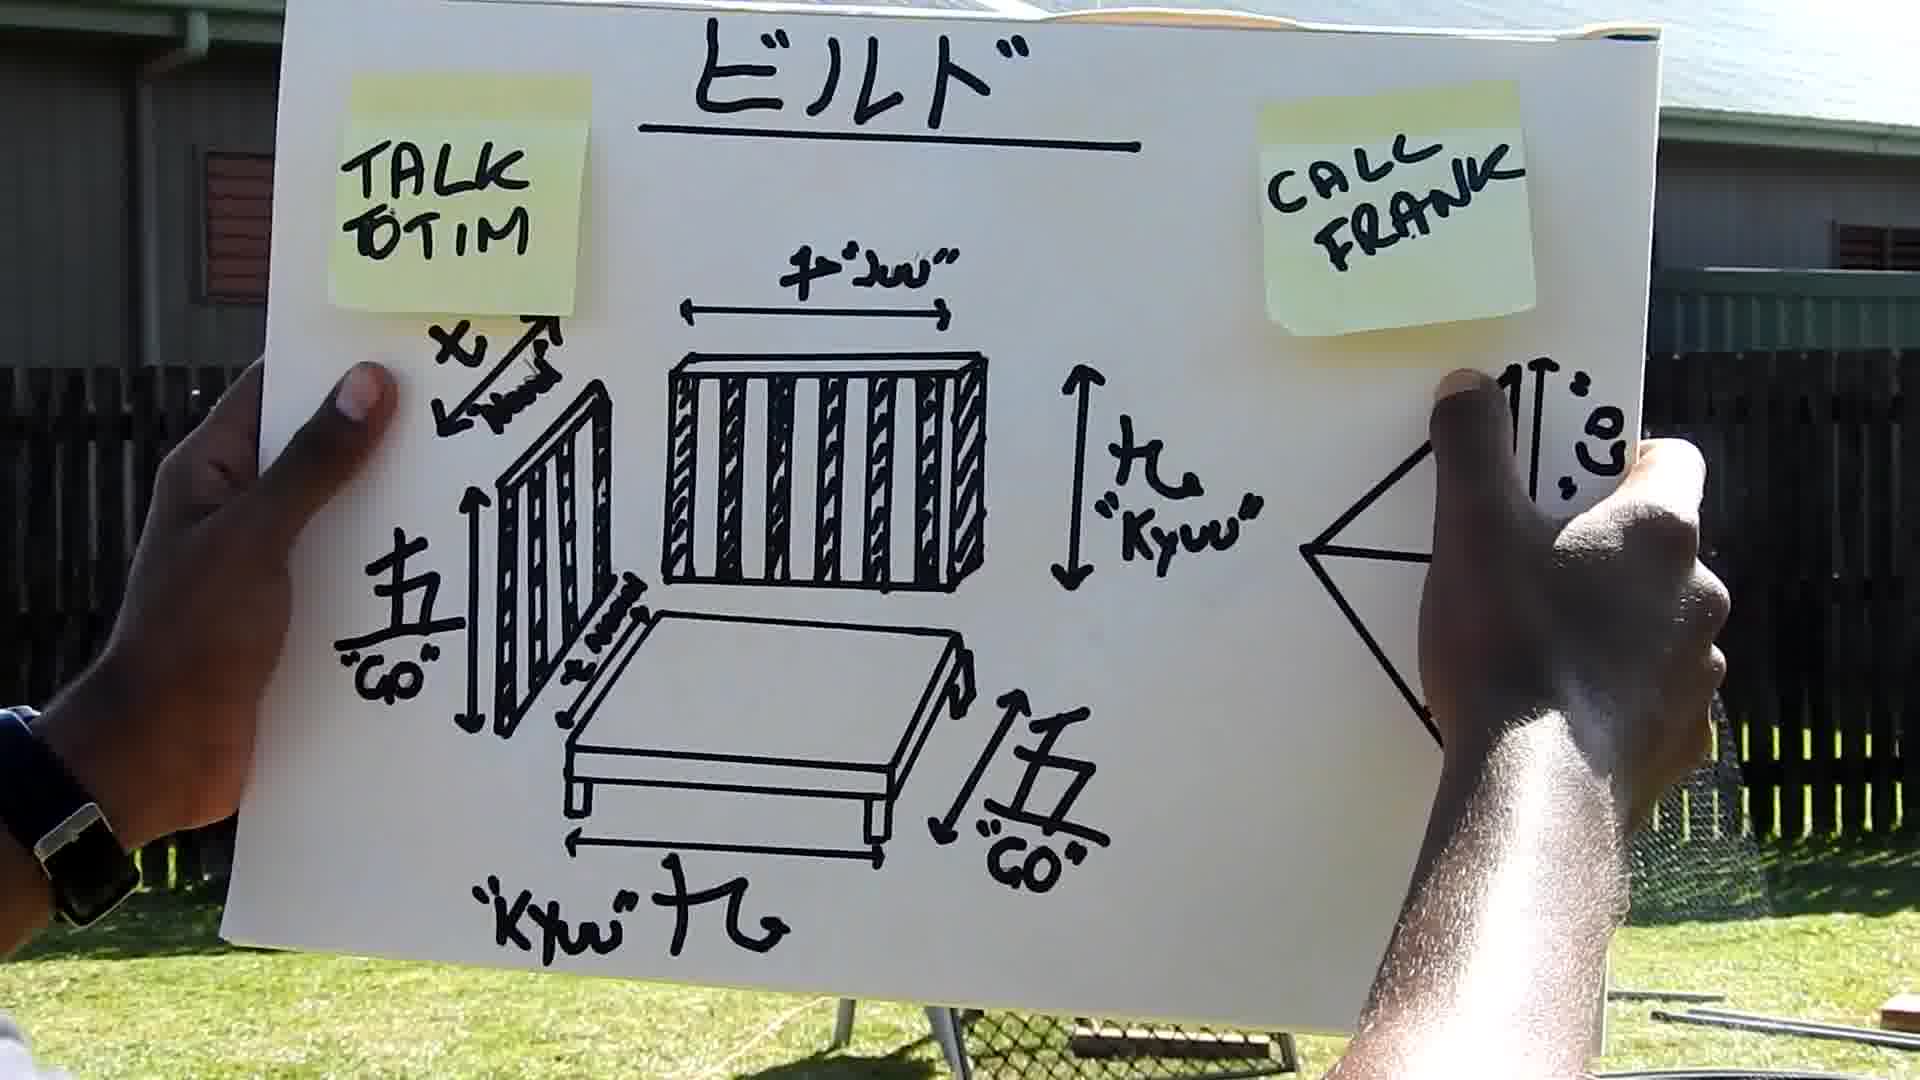 ビルド
TALK
TO TIM
CALL
FRANK
十 "Juu"
九
"Kyuu"
五
"GO"
"GO"
五
"GO"
"Kyuu" 九